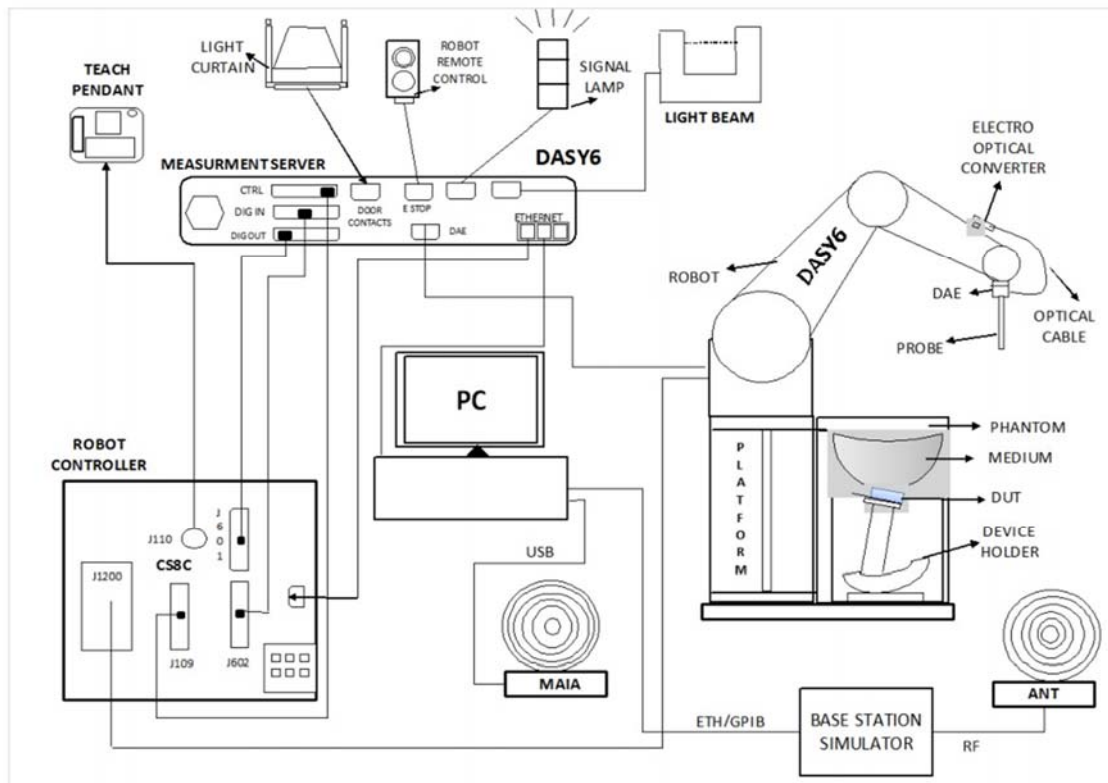 LIGHT
CURTAIN
ROBOT
REMOTE
CONTROL
SIGNAL
LAMP
LIGHT BEAM
TEACH
PENDANT
MEASURMENT SERVER
DASY6
CTRL
DIG IN
DIG OUT
DOOR
CONTACTS
E STOP
DAE
ETHERNET
ELECTRO
OPTICAL
CONVERTER
ROBOT
DASY6
DAE
OPTICAL
CABLE
PROBE
PC
PHANTOM
MEDIUM
DUT
DEVICE
HOLDER
PLATFORM
ROBOT
CONTROLLER
J110
J601
CS8C
J1200
J109
J602
USB
MAIA
ETH/GPIB
BASE STATION
SIMULATOR
RF
ANT